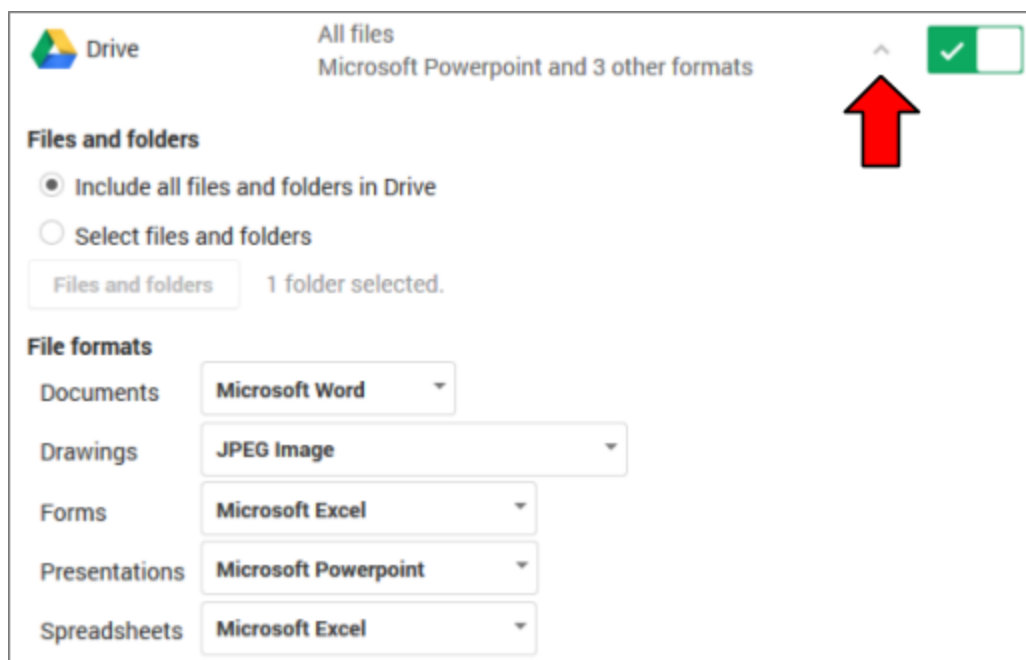 Drive
All files
Microsoft Powerpoint and 3 other formats
Files and folders
Include all files and folders in Drive
Select files and folders
Files and folders 1 folder selected.
File formats
Documents Microsoft Word
Drawings JPEG Image
Forms Microsoft Excel
Presentations Microsoft Powerpoint
Spreadsheets Microsoft Excel